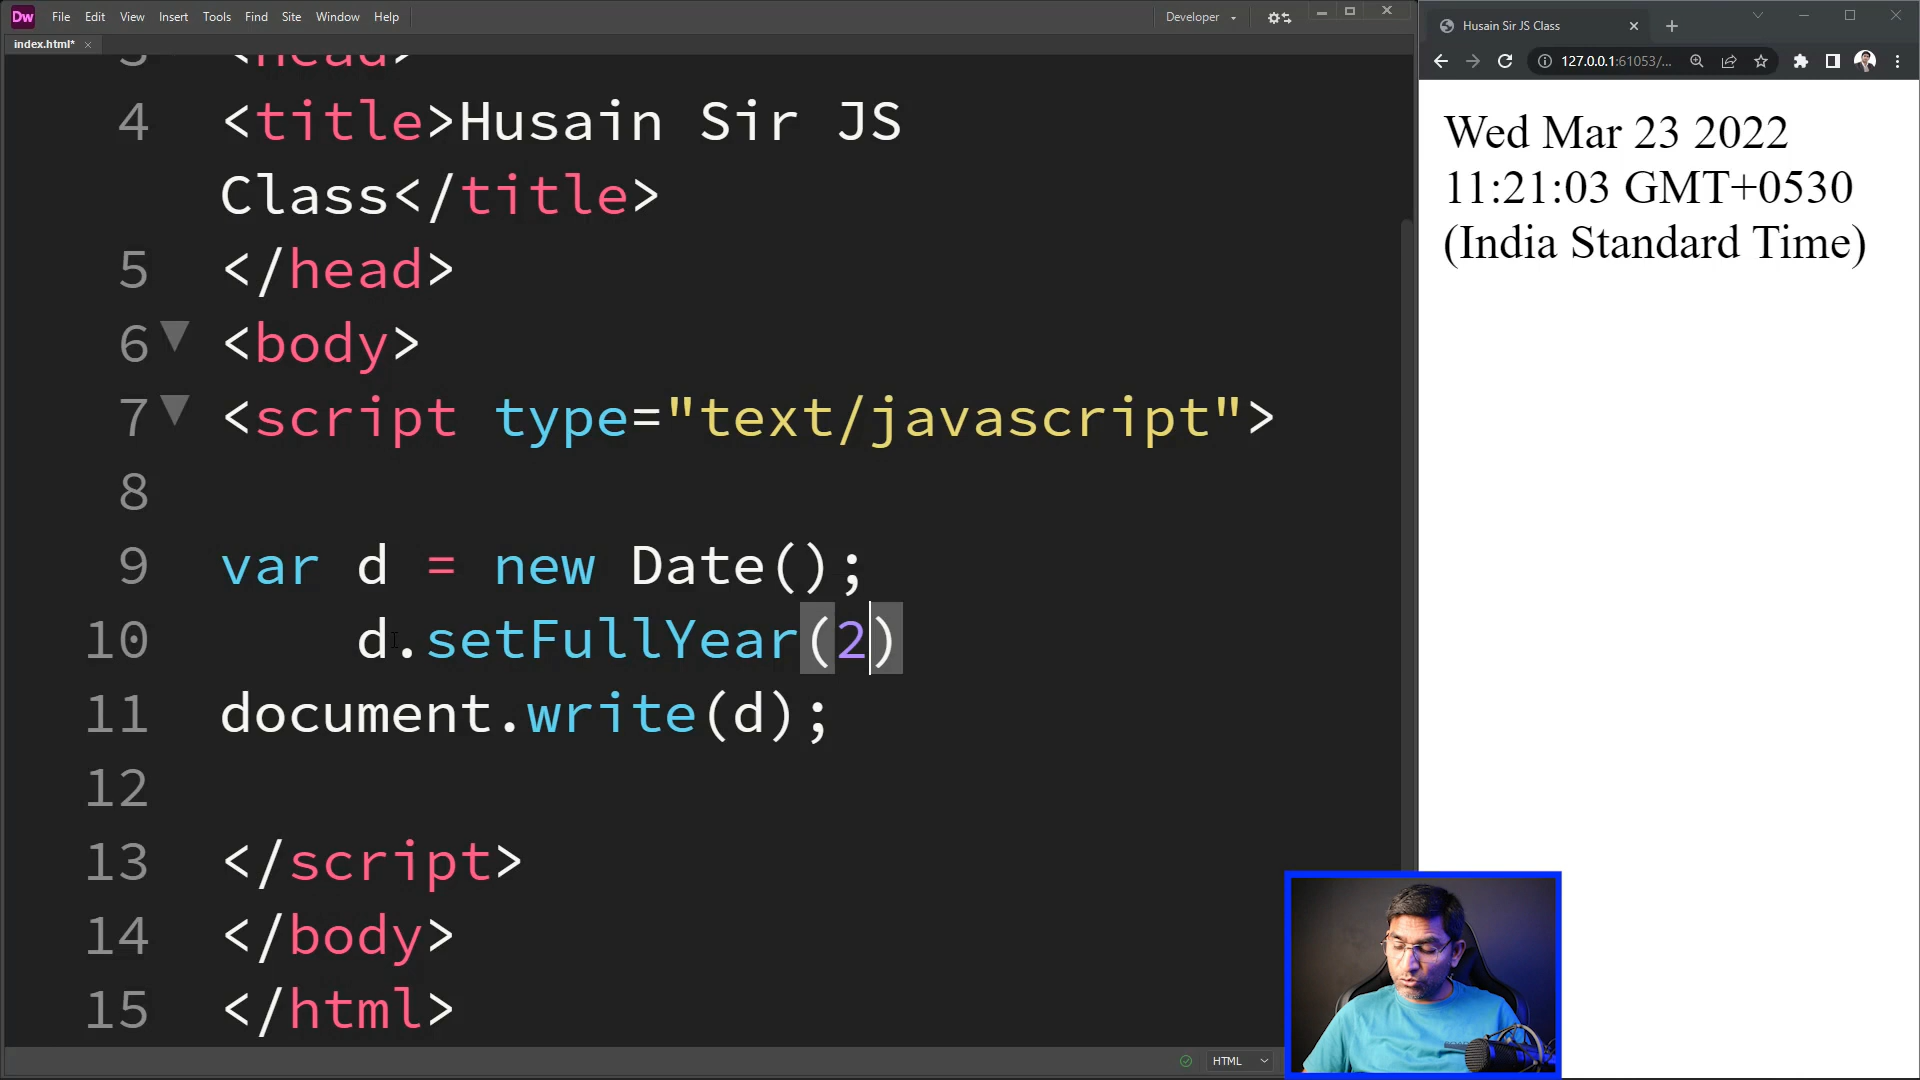 Dw File Edit View Insert Tools Find Site Window Help Developer
index.html*
3 <head>
4 <title>Husain Sir JS
Class</title>
5 </head>
6 <body>
7 <script type="text/javascript">
8
9 var d = new Date();
10 d.setFullYear(2)
11 document.write(d);
12
13 </script>
14 </body>
15 </html>
HTML
Husain Sir JS Class
127.0.0.1:61053/...
Wed Mar 23 2022
11:21:03 GMT+0530
(India Standard Time)